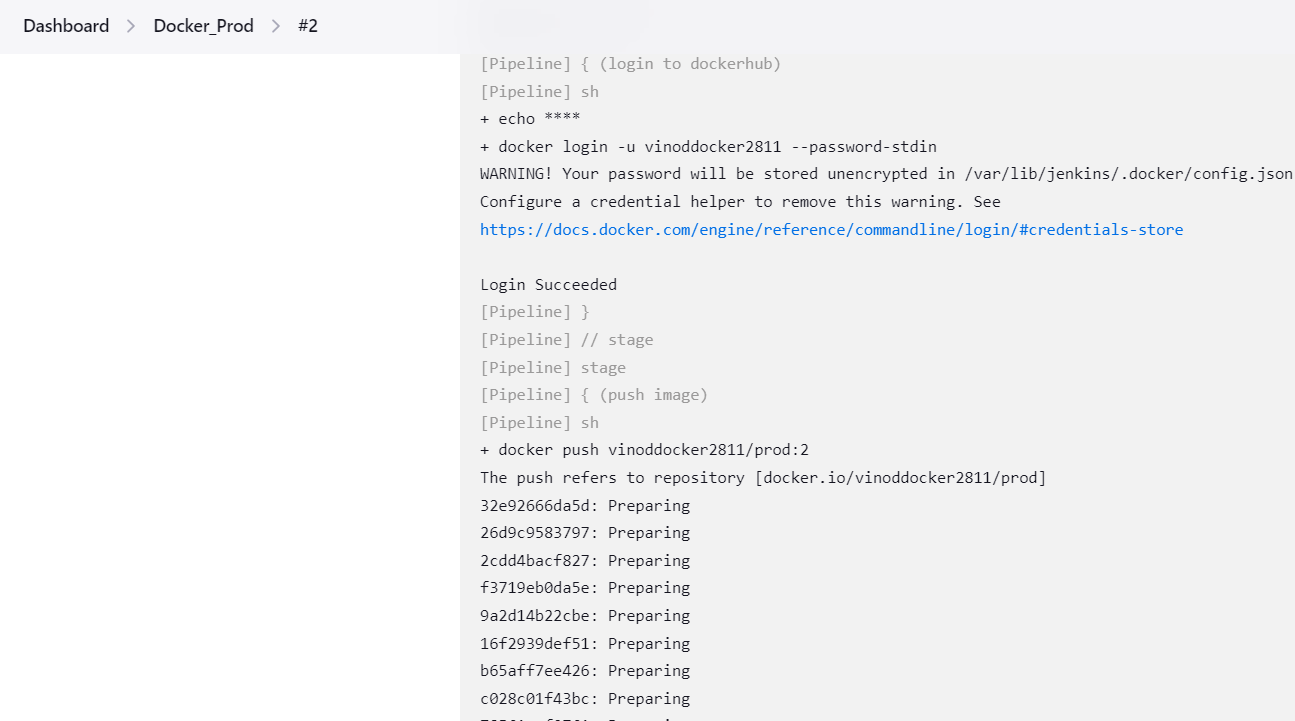 Dashboard > Docker_Prod > #2
[Pipeline] { (login to dockerhub)
[Pipeline] sh
+ echo ****
+ docker login -u vinoddocker2811 --password-stdin
WARNING! Your password will be stored unencrypted in /var/lib/jenkins/.docker/config.json
Configure a credential helper to remove this warning. See
https://docs.docker.com/engine/reference/commandline/login/#credentials-store
Login Succeeded
[Pipeline] }
[Pipeline] // stage
[Pipeline] stage
[Pipeline] { (push image)
[Pipeline] sh
+ docker push vinoddocker2811/prod:2
The push refers to repository [docker.io/vinoddocker2811/prod]
32e92666da5d: Preparing
26d9c9583797: Preparing
2cdd4bacf827: Preparing
f3719eb0da5e: Preparing
9a2d14b22cbe: Preparing
16f2939def51: Preparing
b65aff7ee426: Preparing
c028c01f43bc: Preparing